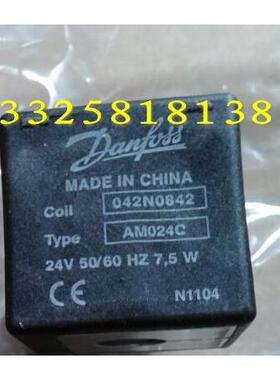 3325818138
Danfoss
MADE IN CHINA
Coil 042N0842
Type AM024C
24V 50/60 HZ 7,5 W
CE N1104